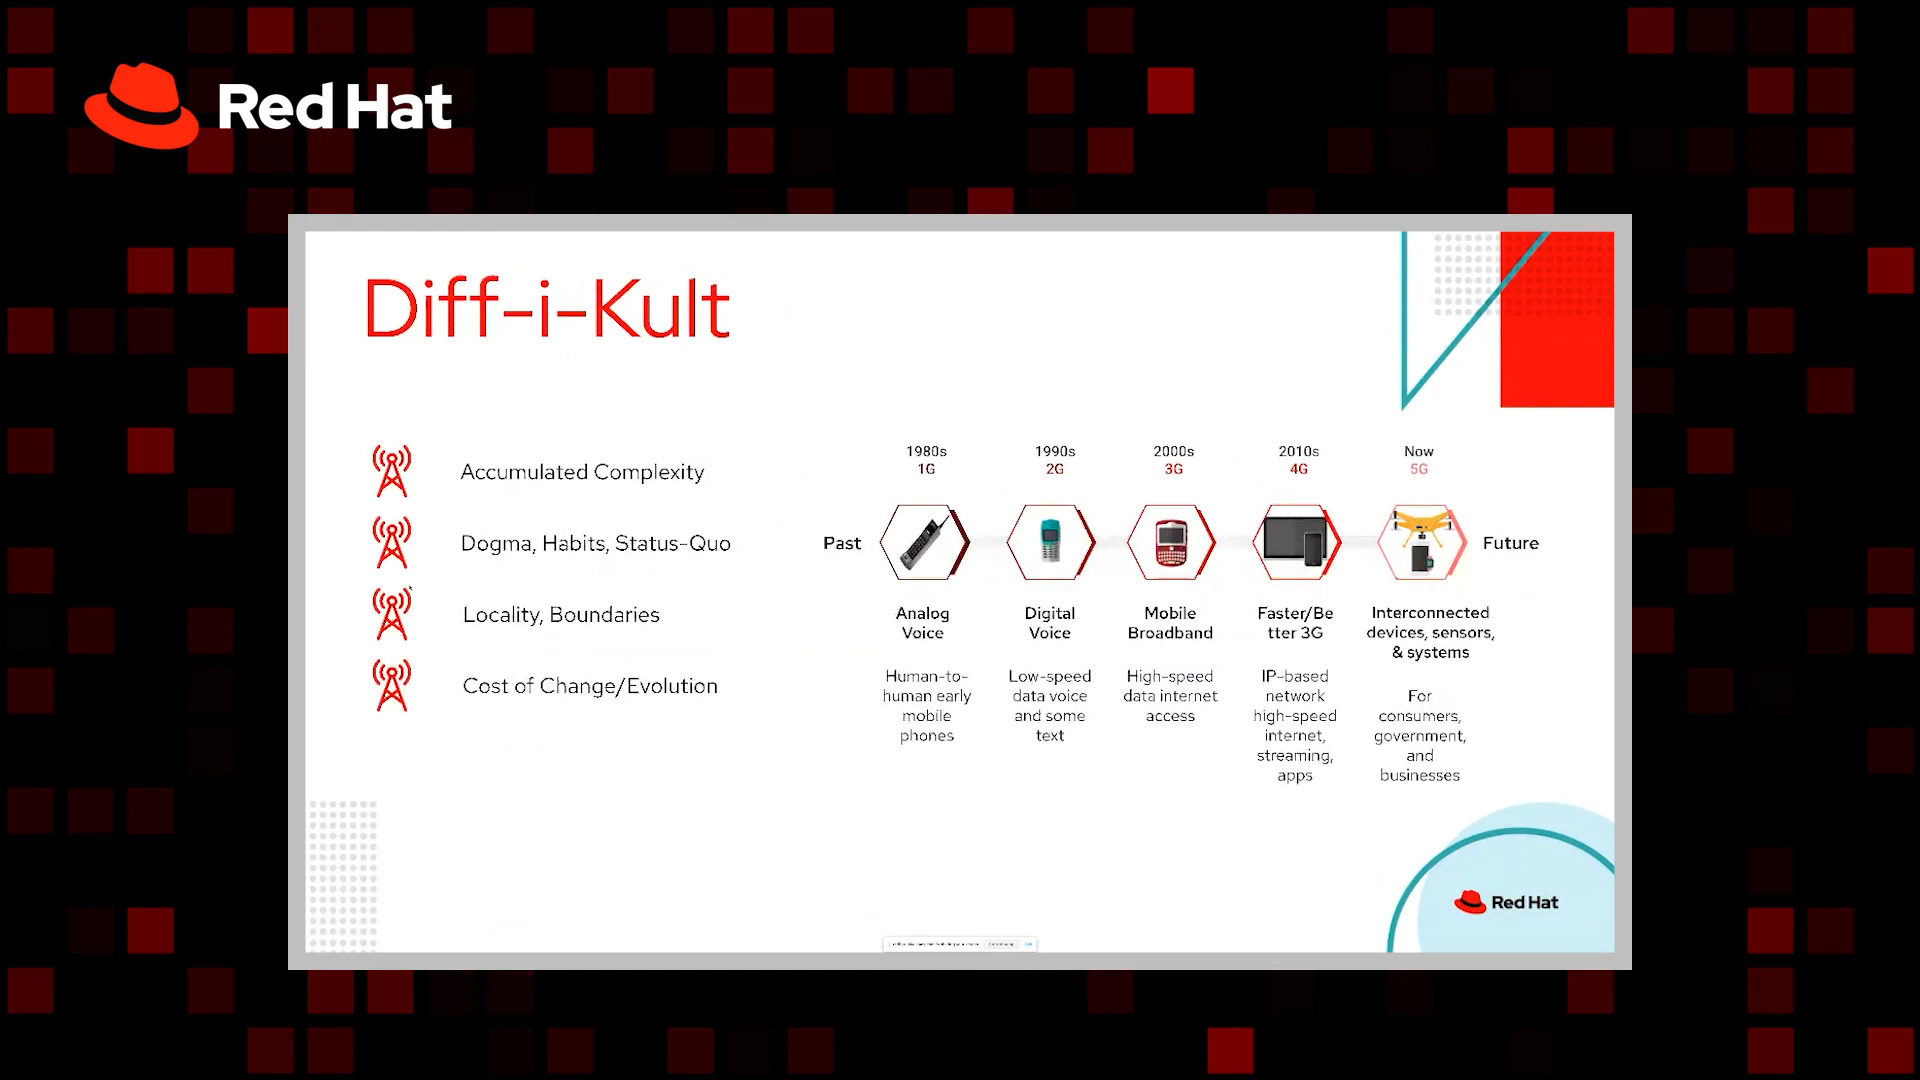 Red Hat
Diff-i-Kult
Accumulated Complexity
Dogma, Habits, Status-Quo
Locality, Boundaries
Cost of Change/Evolution
Past
1980s
1G
Analog
Voice
Human-to-
human early
mobile
phones
1990s
2G
Digital
Voice
Low-speed
data voice
and some
text
2000s
3G
Mobile
Broadband
High-speed
data internet
access
2010s
4G
Faster/Be
tter 3G
IP-based
network
high-speed
internet,
streaming,
apps
Now
5G
Interconnected
devices, sensors,
& systems
For
consumers,
government,
and
businesses
Future
Red Hat